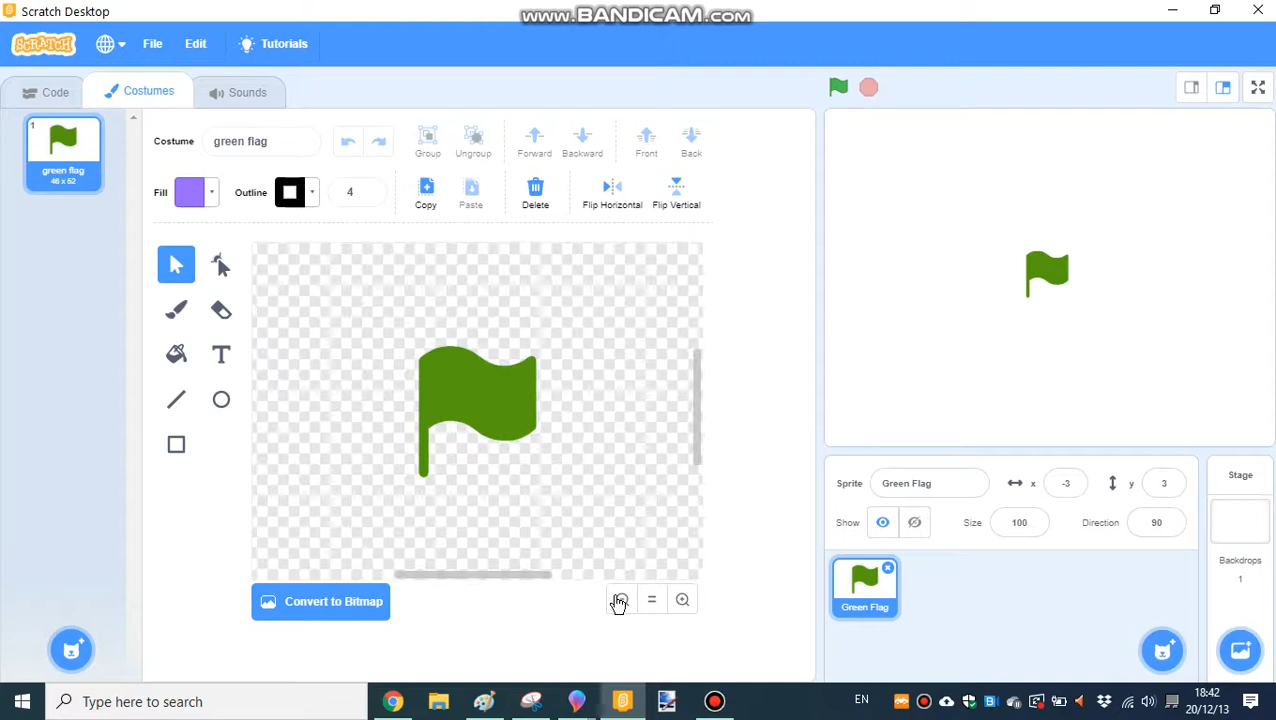 Scratch Desktop
www.BANDICAM.com
SCRATCH File Edit Tutorials
Code Costumes Sounds
1
green flag
46 x 52
Costume green flag
Group Ungroup Forward Backward Front Back
Fill Outline 4
Copy Paste Delete Flip Horizontal Flip Vertical
T
Convert to Bitmap
Sprite Green Flag x -3 y 3
Show Size 100 Direction 90
Green Flag
Stage
Backdrops
1
Type here to search
EN
18:42
20/12/13